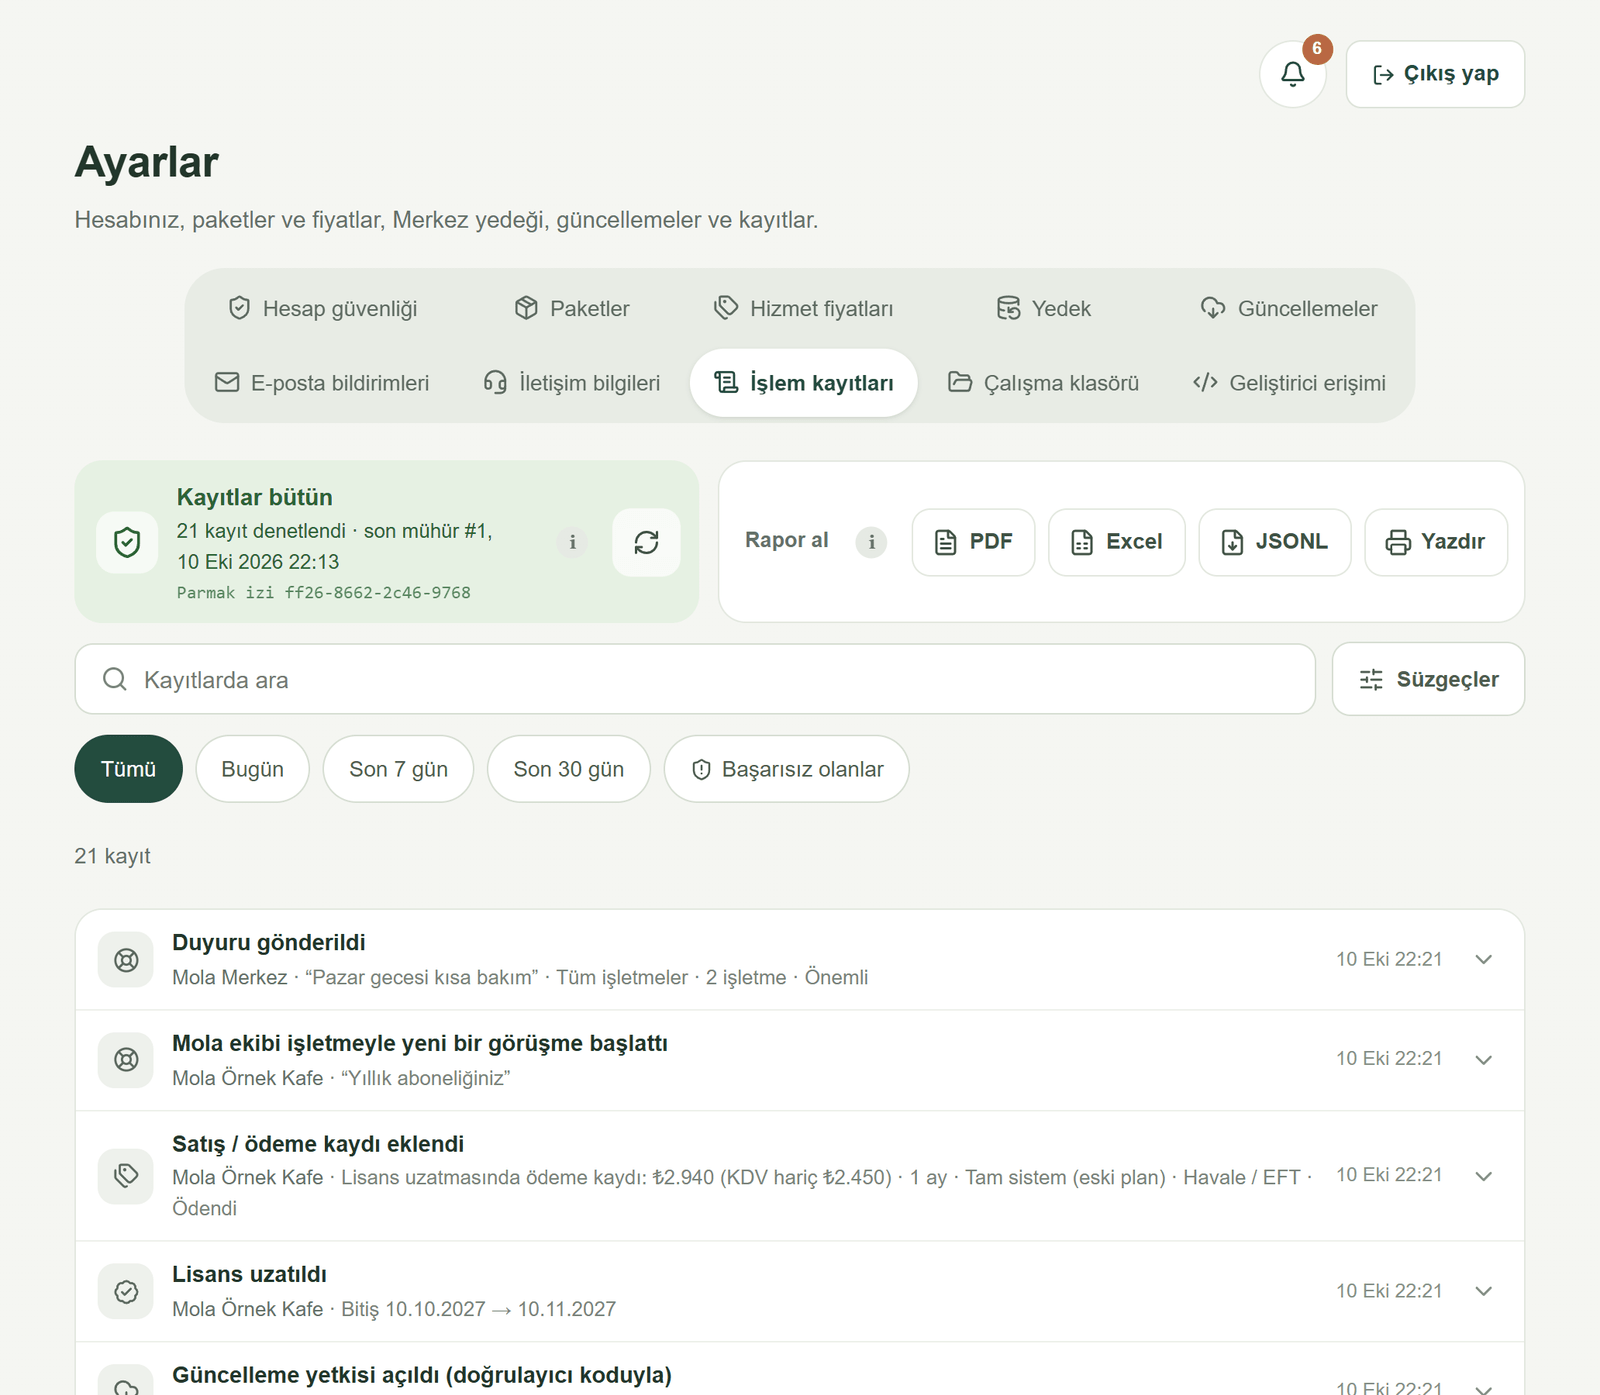 6
Çıkış yap
Ayarlar
Hesabınız, paketler ve fiyatlar, Merkez yedeği, güncellemeler ve kayıtlar.
Hesap güvenliği
Paketler
Hizmet fiyatları
Yedek
Güncellemeler
E-posta bildirimleri
İletişim bilgileri
İşlem kayıtları
Çalışma klasörü
Geliştirici erişimi
Kayıtlar bütün
21 kayıt denetlendi · son mühür #1,
10 Eki 2026 22:13
Parmak izi ff26-8662-2c46-9768
i
Rapor al
i
PDF
Excel
JSONL
Yazdır
Kayıtlarda ara
Süzgeçler
Tümü
Bugün
Son 7 gün
Son 30 gün
Başarısız olanlar
21 kayıt
Duyuru gönderildi
Mola Merkez · “Pazar gecesi kısa bakım” · Tüm işletmeler · 2 işletme · Önemli
10 Eki 22:21
Mola ekibi işletmeyle yeni bir görüşme başlattı
Mola Örnek Kafe · “Yıllık aboneliğiniz”
10 Eki 22:21
Satış / ödeme kaydı eklendi
Mola Örnek Kafe · Lisans uzatmasında ödeme kaydı: ₺2.940 (KDV hariç ₺2.450) · 1 ay · Tam sistem (eski plan) · Havale / EFT ·
Ödendi
10 Eki 22:21
Lisans uzatıldı
Mola Örnek Kafe · Bitiş 10.10.2027 → 10.11.2027
10 Eki 22:21
Güncelleme yetkisi açıldı (doğrulayıcı koduyla)
10 Eki 22:21